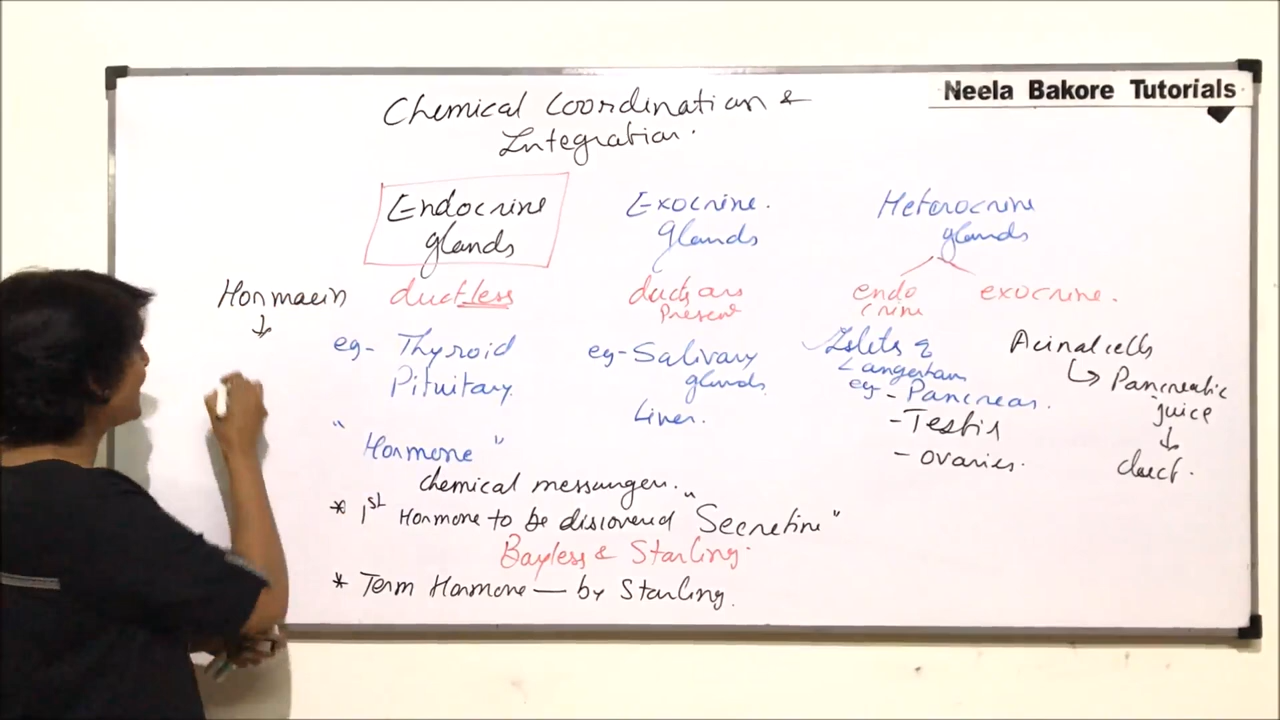 Neela Bakore Tutorials
Chemical Coordination &
Integration.
Endocrine
glands
Exocrine.
Glands
Heterocrine
glands
Hormaein
ductless
ducts are
Present
endo
crine
exocrine.
eg- Thyroid
Pituitary.
eg- Salivary
glands
Liver.
Islets of
Langerhans
eg - Pancreas.
- Testis
- ovaries.
Acinal cells
Pancreatic
juice
duct.
"Hormone"
chemical messenger.
* 1st Hormone to be discovered "Secretine"
Bayless & Starling.
* Term Hormone — by Starling.